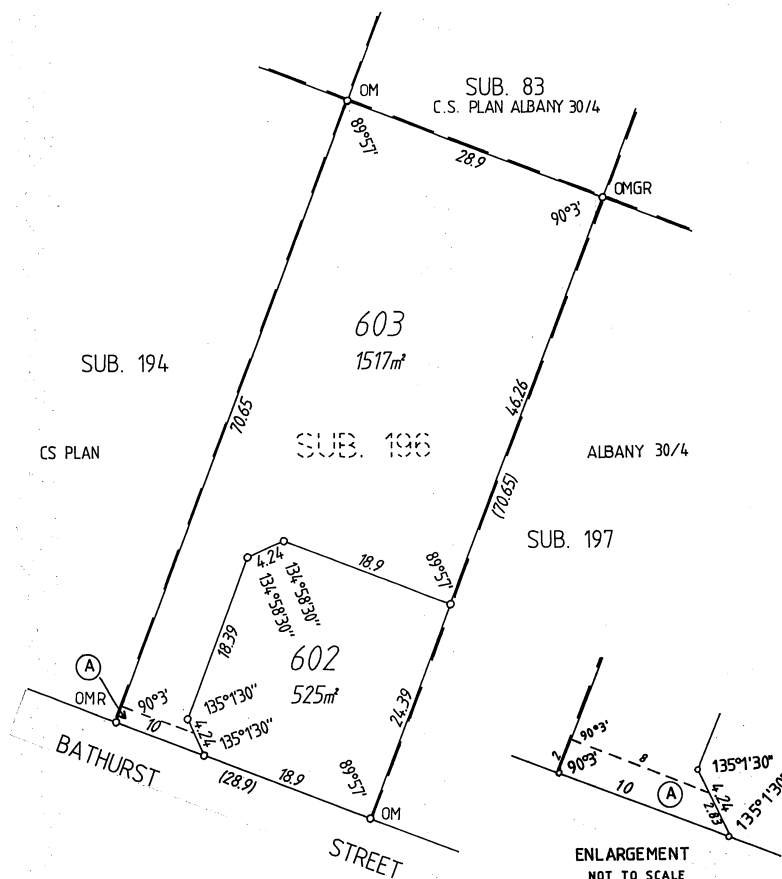 OM
SUB. 83
C.S. PLAN ALBANY 30/4
89°57'
28.9
OMGR
90°3'
603
1517m²
SUB. 194
70.65
46.26
SUB. 196
CS PLAN
ALBANY 30/4
(70.65)
SUB. 197
4.24
18.9
89°57'
134°58'30"
134°58'30"
18.39
602
525m²
24.39
A
OMR
90°3'
10
135°1'30"
4.24
135°1'30"
BATHURST
(28.9)
18.9
89°57'
OM
STREET
2
90°3'
90°3'
8
135°1'30"
4.24
10
A
2.83
135°1'30"
ENLARGEMENT
NOT TO SCALE